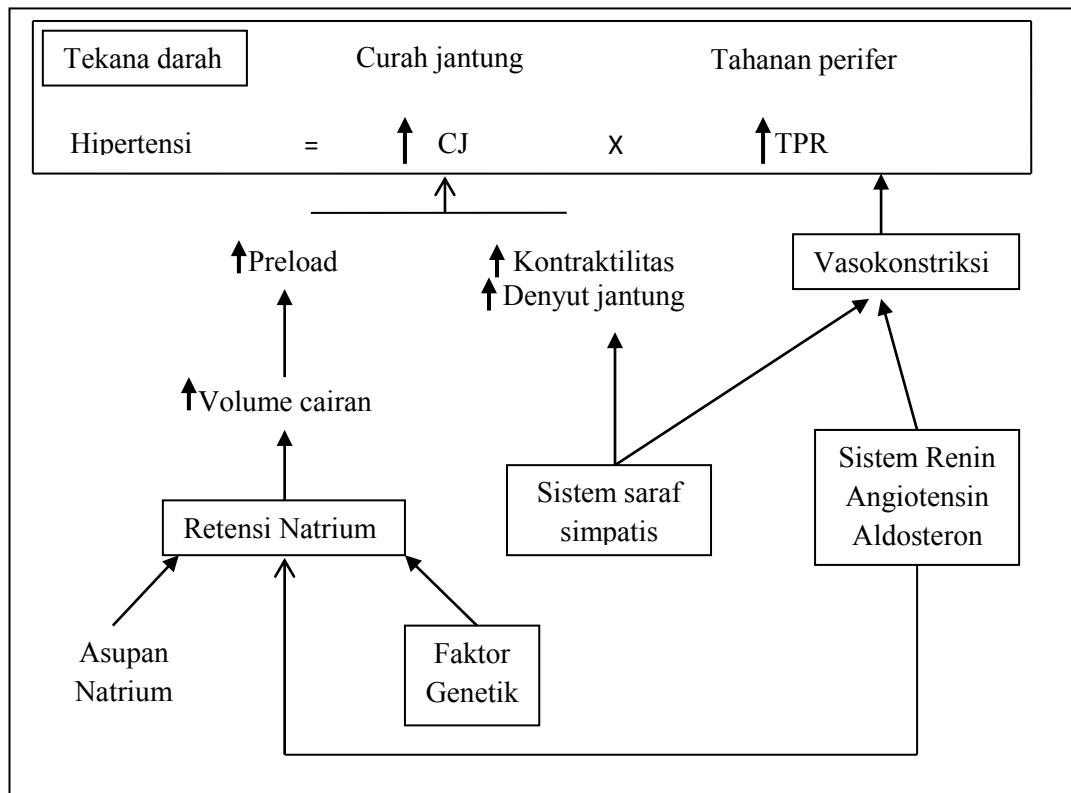 Tekana darah Curah jantung Tahanan perifer
Hipertensi = CJ X TPR
Preload
Kontraktilitas
Denyut jantung
Vasokonstriksi
Volume cairan
Retensi Natrium
Sistem saraf
simpatis
Sistem Renin
Angiotensin
Aldosteron
Asupan
Natrium
Faktor
Genetik